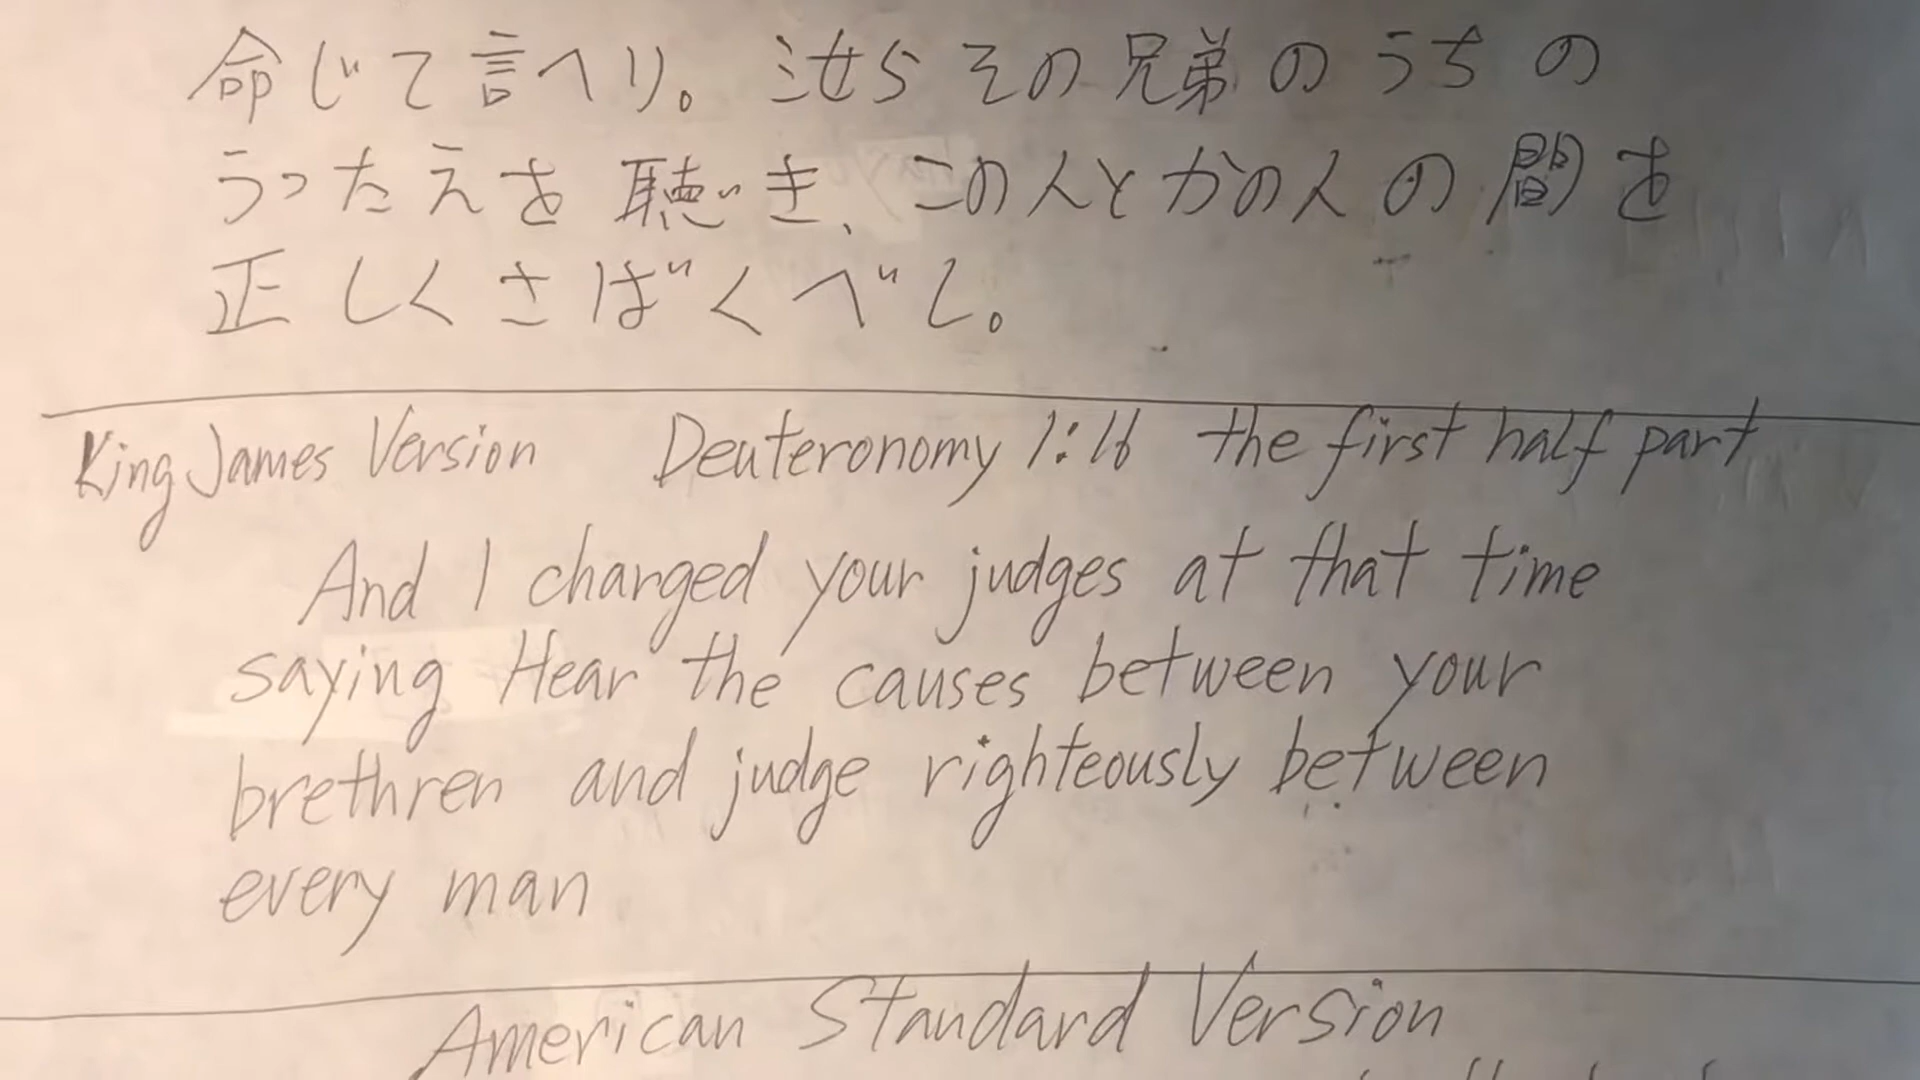 命じて言へり。汝らその兄弟のうちの
うったえを聴き、この人とかの人の間を
正しくさばくべし。
King James Version Deuteronomy 1:16 the first half part
And I charged your judges at that time
saying Hear the causes between your
brethren and judge righteously between
every man
American Standard Version